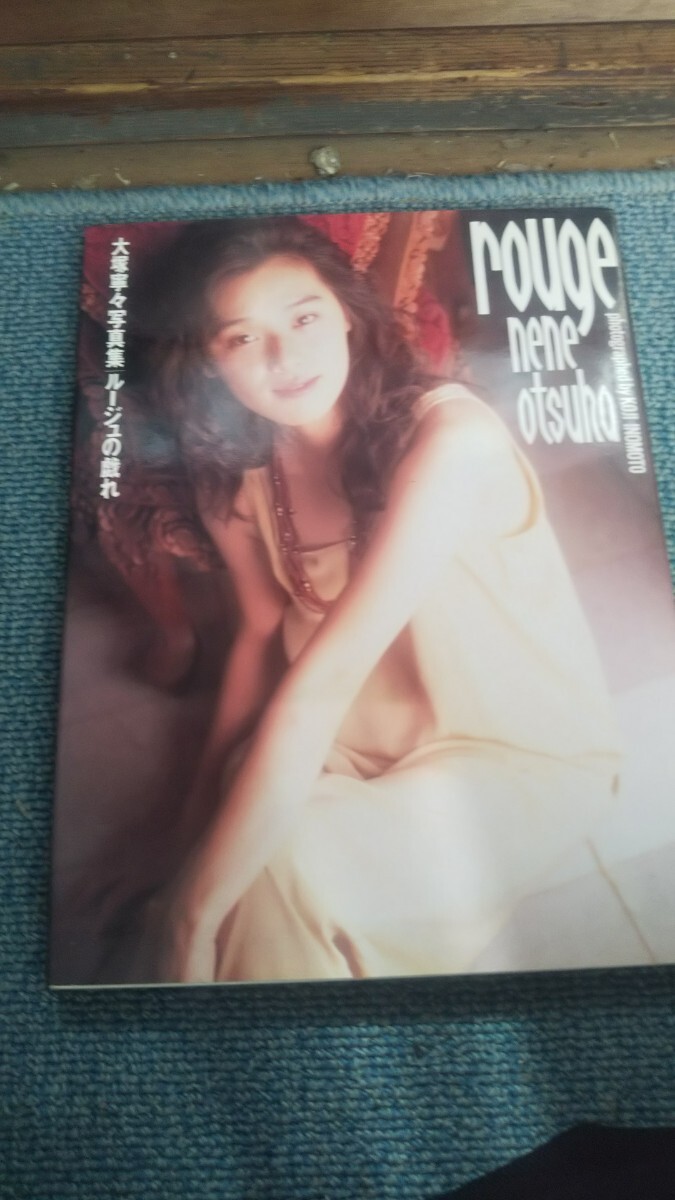 大塚寧々写真集 ルージュの戯れ
rouge
nene
otsuka
photographed by KOJI INOMOTO